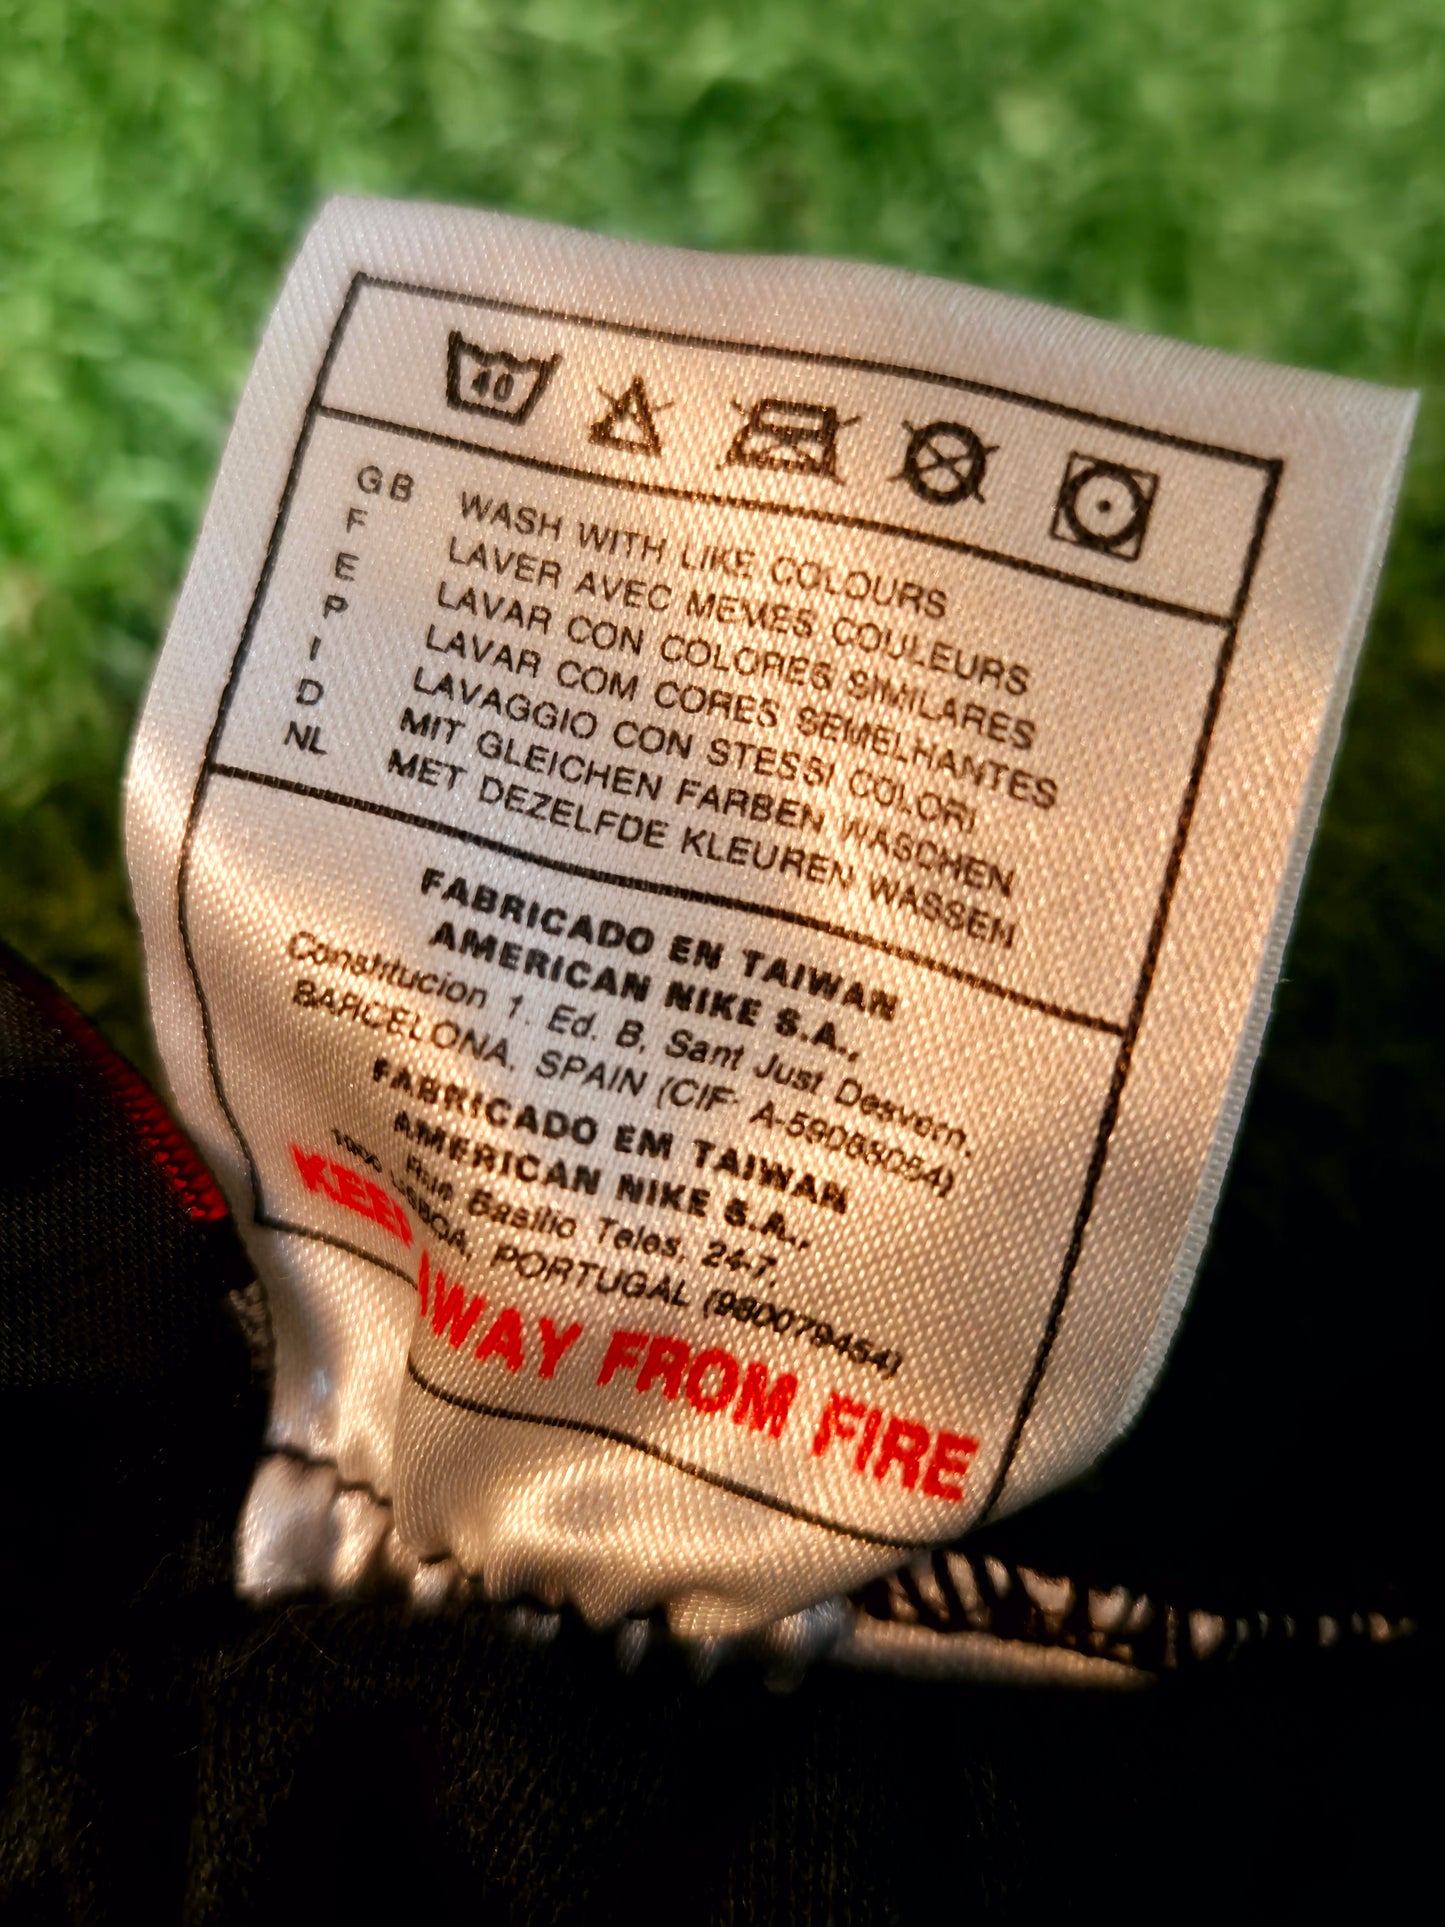 40
GB WASH WITH LIKE COLOURS
F LAVER AVEC MEMES COULEURS
E LAVAR CON COLORES SIMILARES
P LAVAR COM CORES SEMELHANTES
I LAVAGGIO CON STESSI COLORI
D MIT GLEICHEN FARBEN WASCHEN
NL MET DEZELFDE KLEUREN WASSEN
FABRICADO EN TAIWAN
AMERICAN NIKE S.A.,
Constitucion 1. Ed. B, Sant Just Desvern,
BARCELONA, SPAIN (CIF: A-59088054)
FABRICADO EM TAIWAN
AMERICAN NIKE S.A.,
Rua Basilio Teles, 24-7,
PORTUGAL (980079454)
KEEP AWAY FROM FIRE